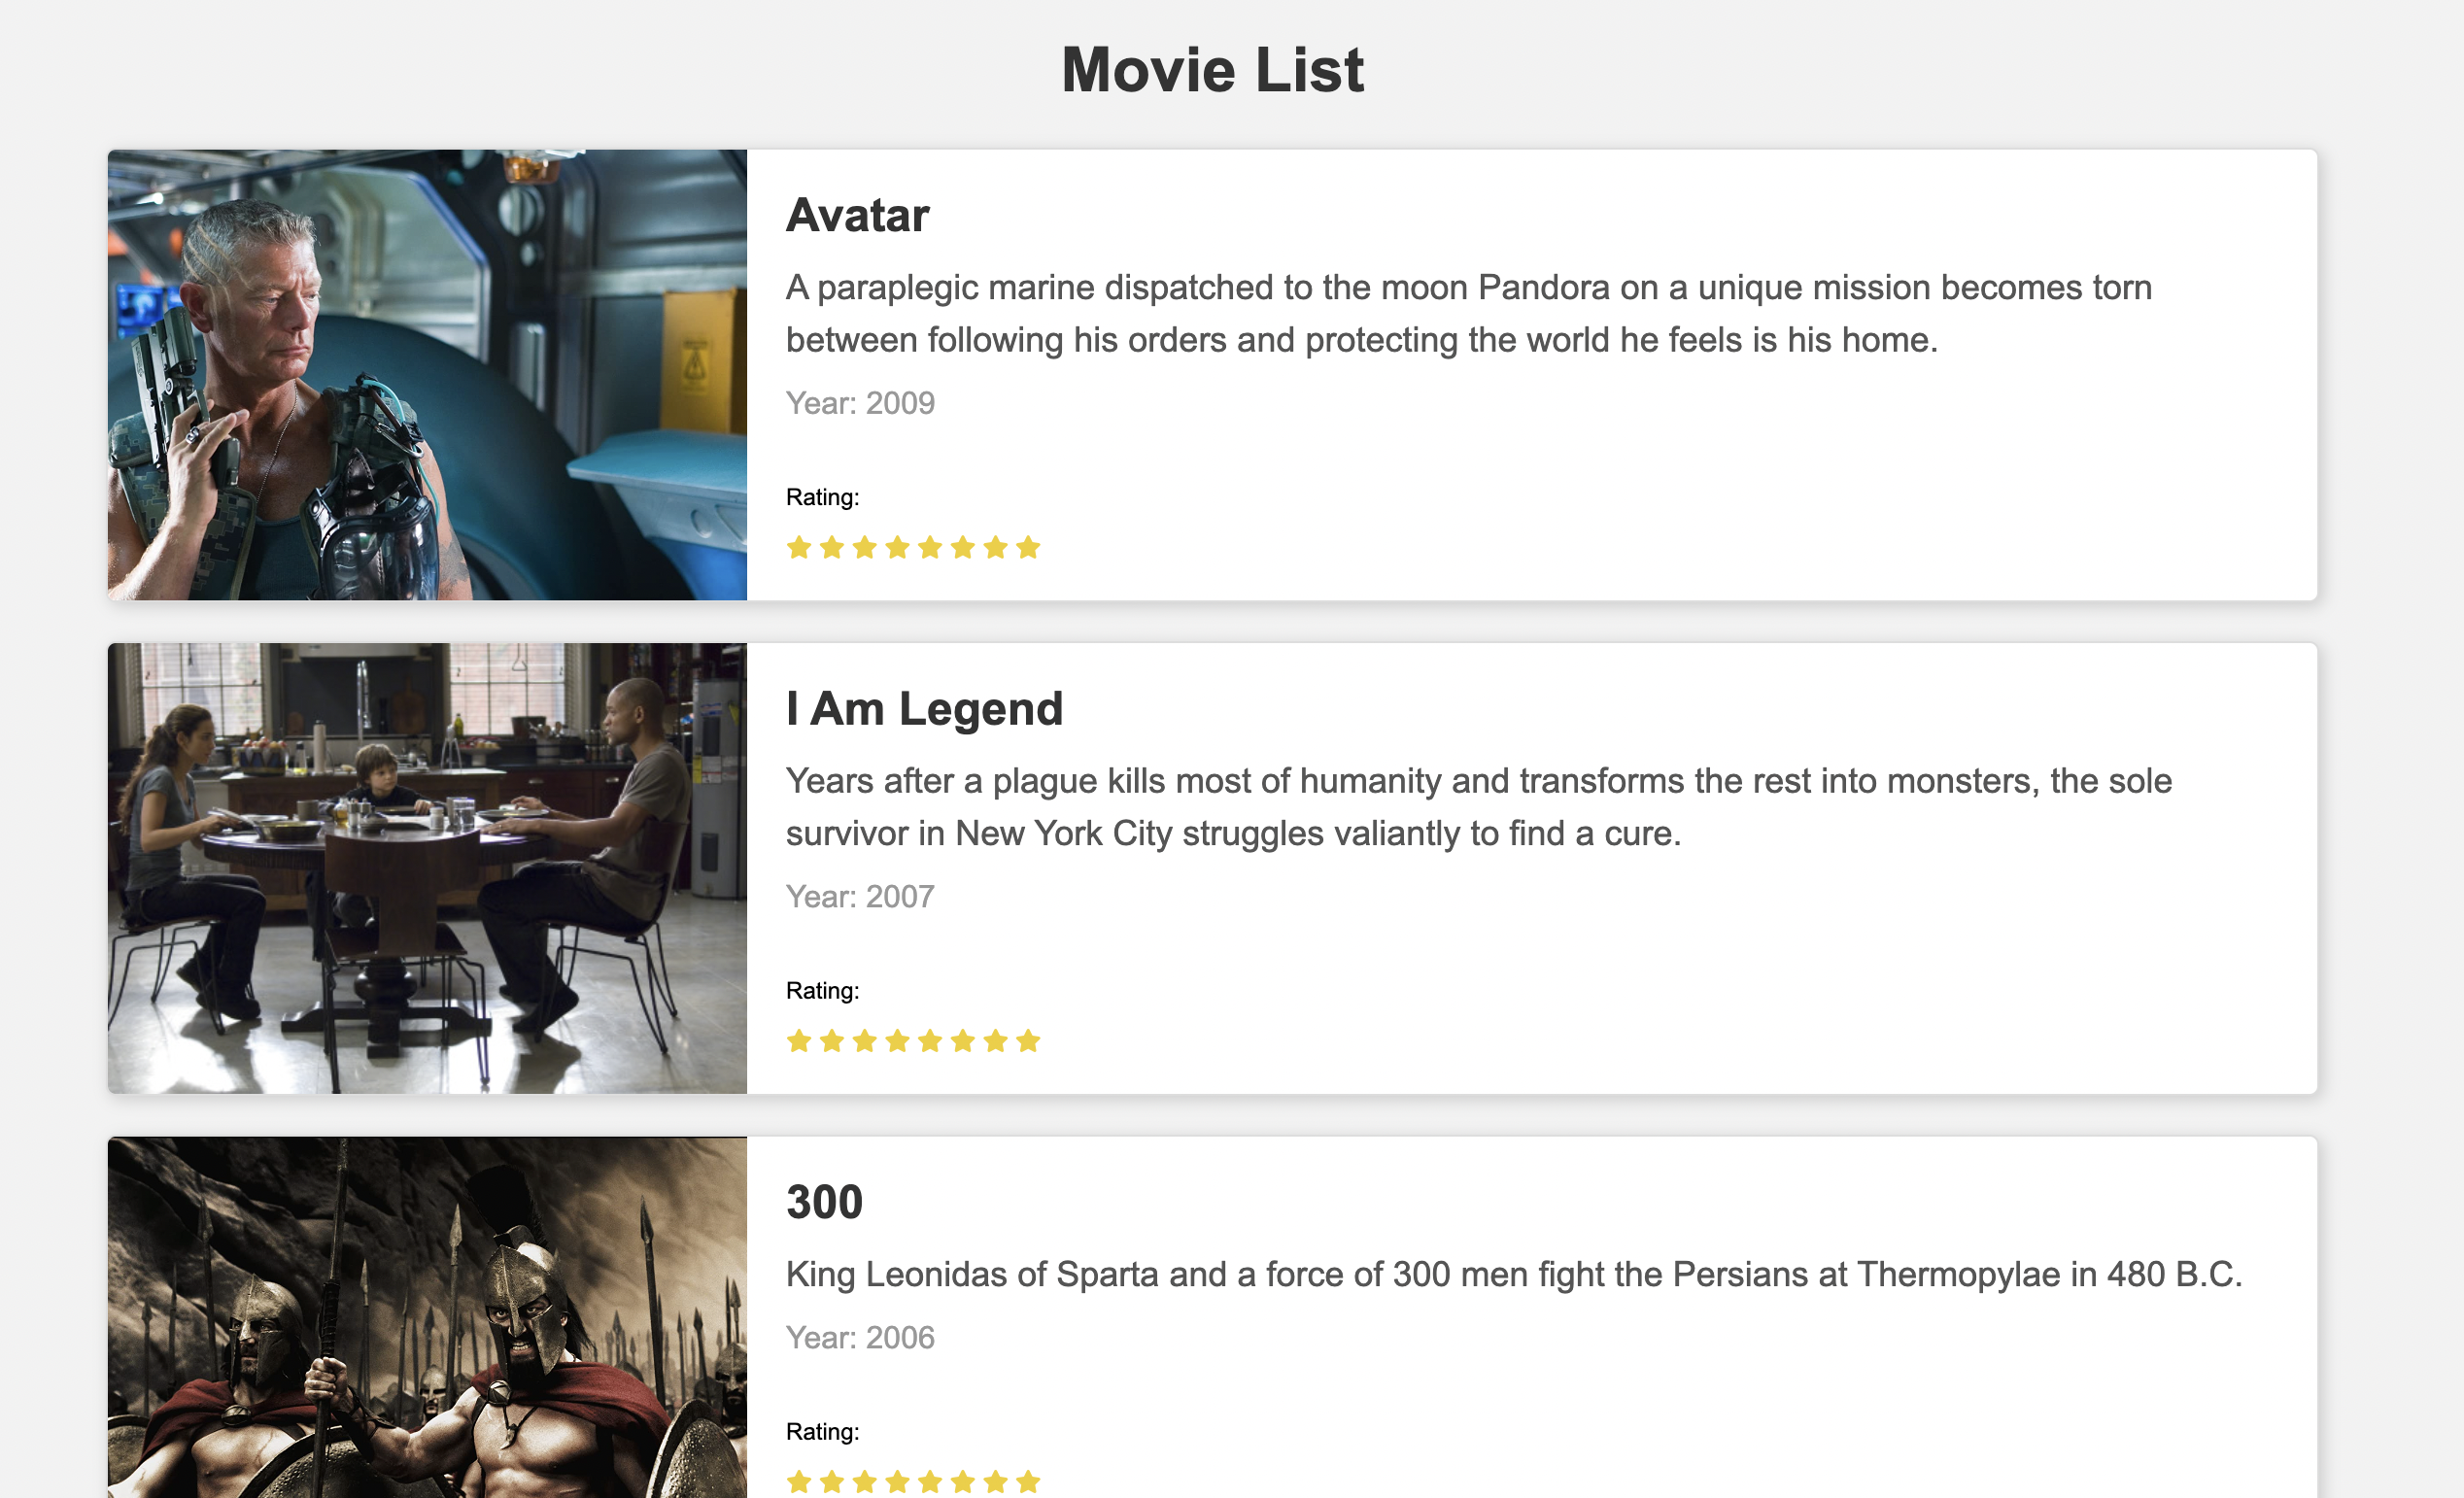 Movie List
Avatar
A paraplegic marine dispatched to the moon Pandora on a unique mission becomes torn
between following his orders and protecting the world he feels is his home.
Year: 2009
Rating:
I Am Legend
Years after a plague kills most of humanity and transforms the rest into monsters, the sole
survivor in New York City struggles valiantly to find a cure.
Year: 2007
Rating:
300
King Leonidas of Sparta and a force of 300 men fight the Persians at Thermopylae in 480 B.C.
Year: 2006
Rating: